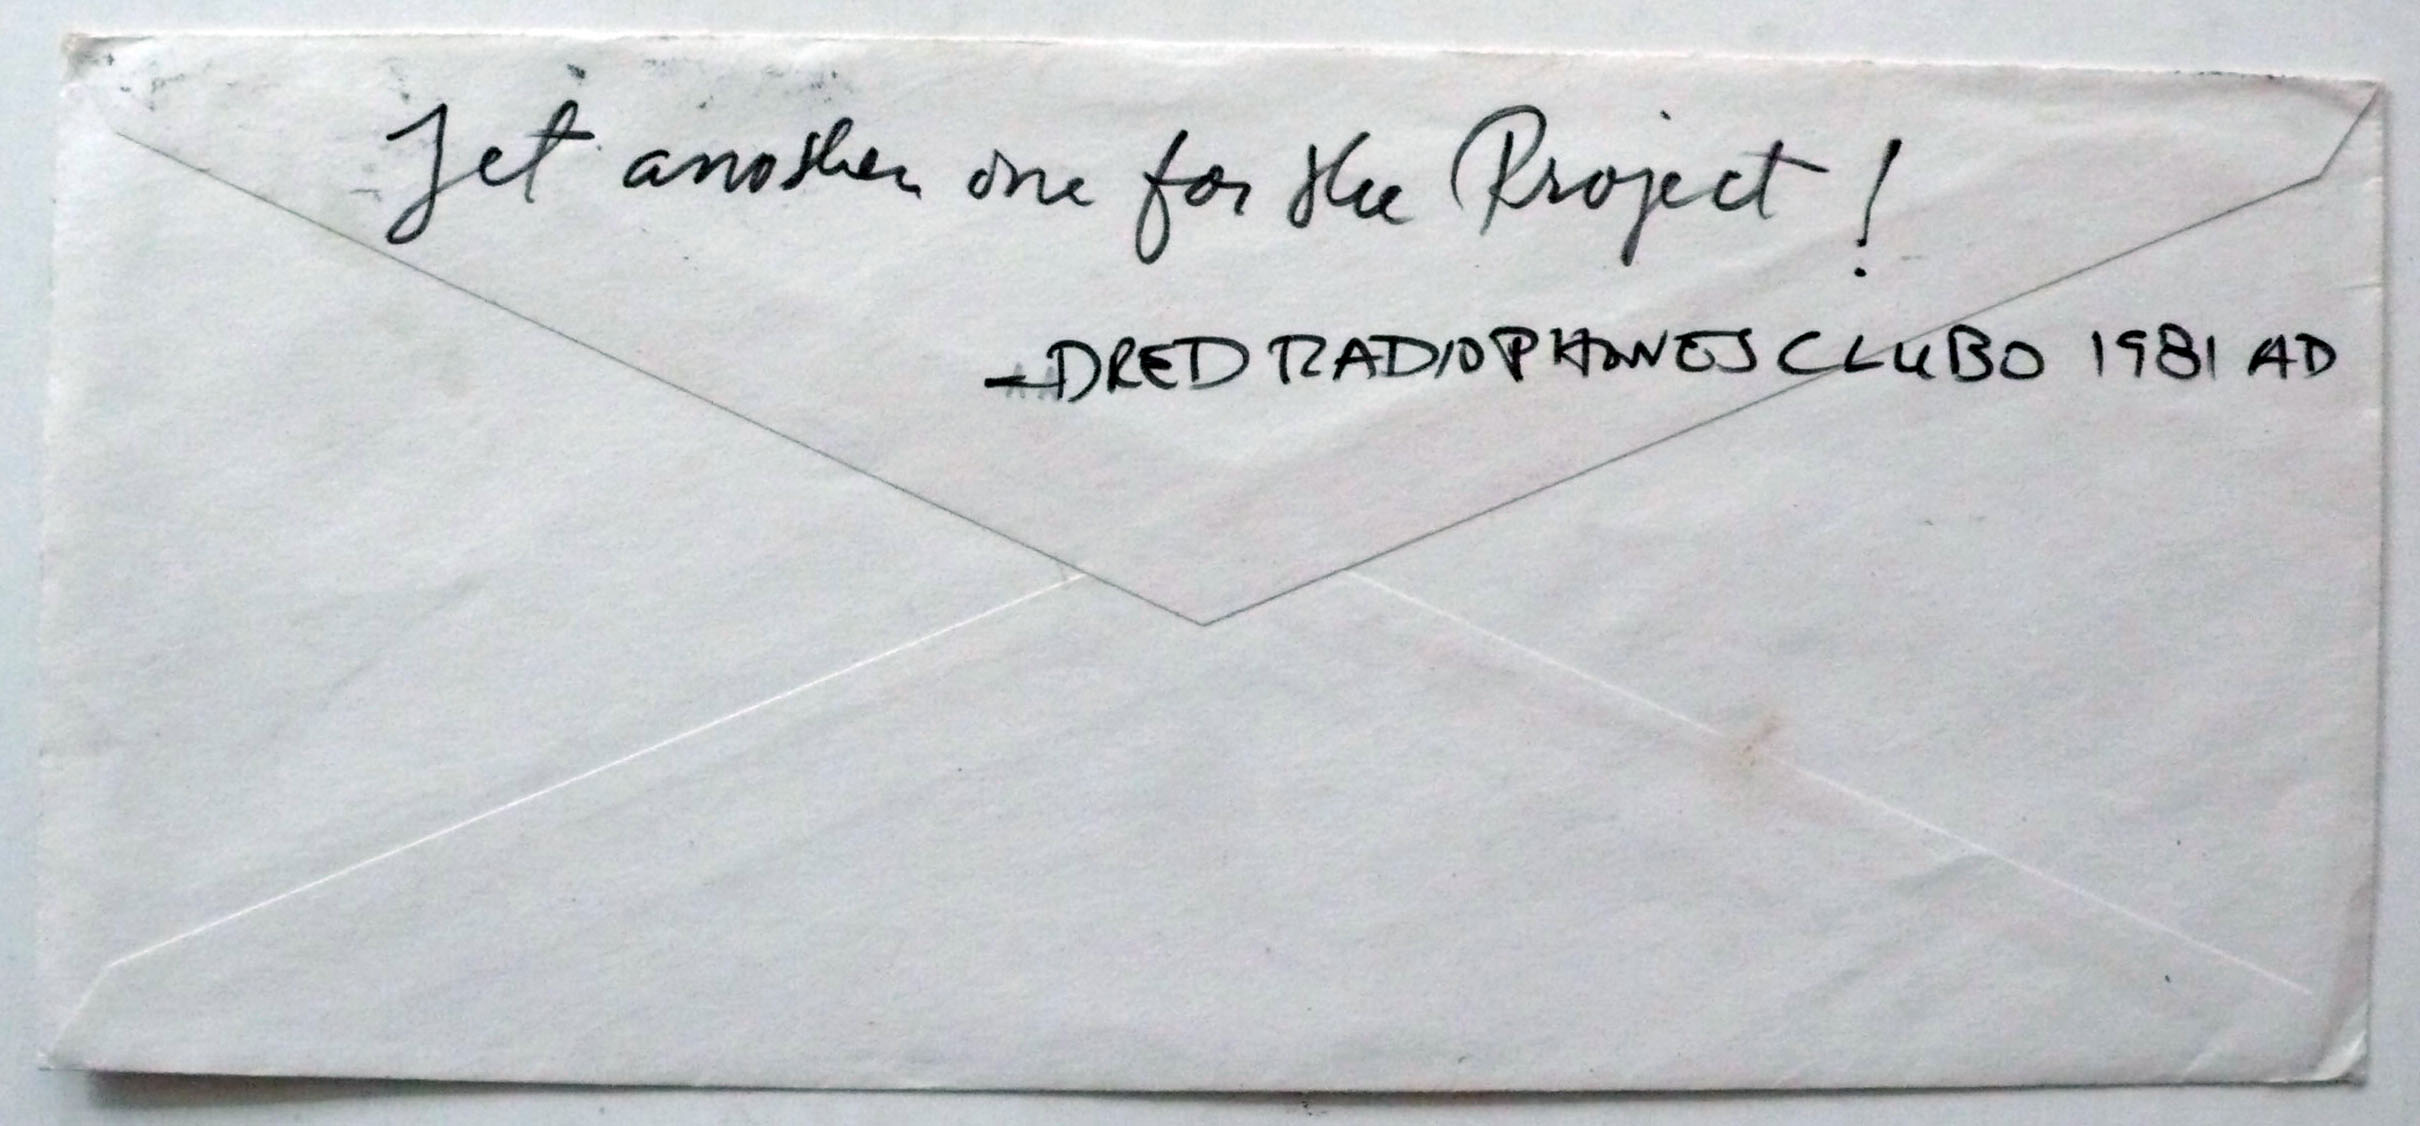 Yet another one for the Project!
—DRED RADIOPHONES CLUBO 1981 AD